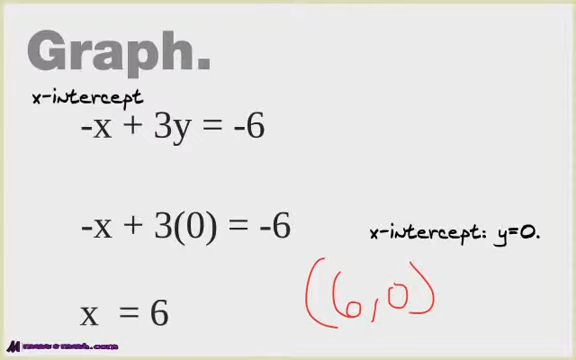 Graph.
x-intercept
-x + 3y = -6
-x + 3(0) = -6
x-intercept: y=0.
(6,0)
x = 6